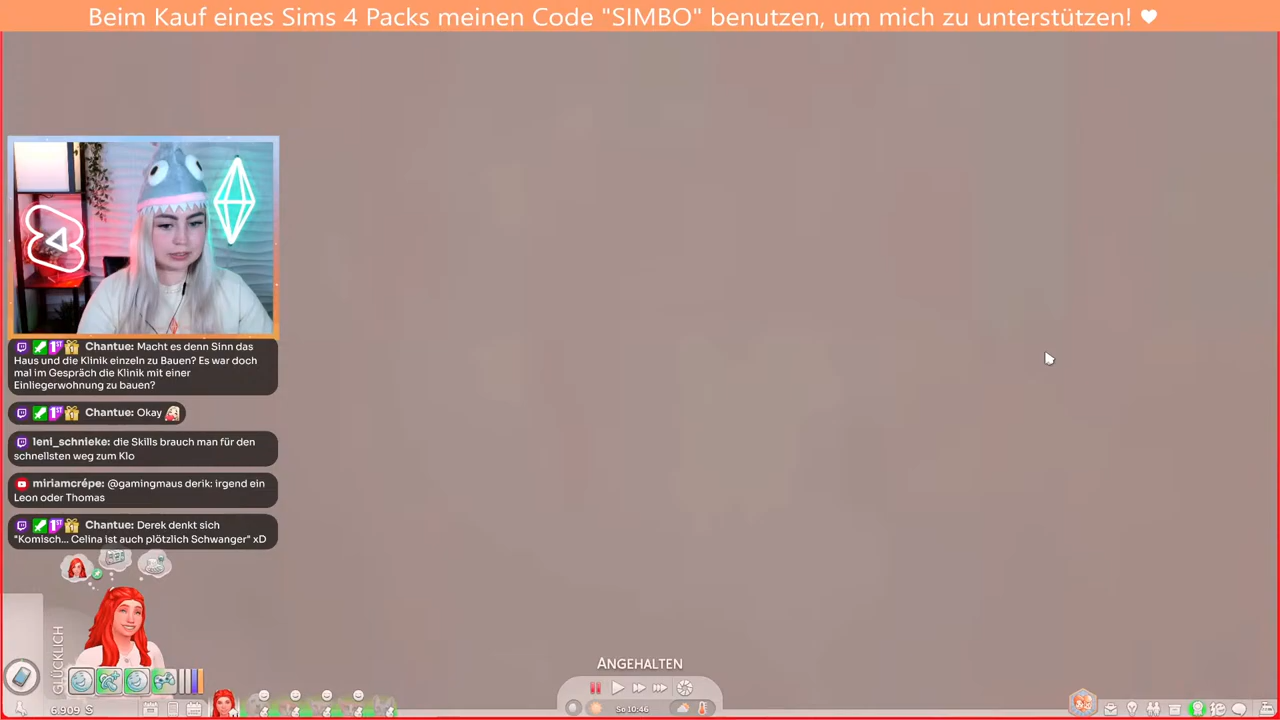 Beim Kauf eines Sims 4 Packs meinen Code "SIMBO" benutzen, um mich zu unterstützen! ♥
Chantue: Macht es denn Sinn das
Haus und die Klinik einzeln zu Bauen? Es war doch
mal im Gespräch die Klinik mit einer
Einliegerwohnung zu bauen?
Chantue: Okay
leni_schnieke: die Skills brauch man für den
schnellsten weg zum Klo
miriamcrépe: @gamingmaus derik: irgend ein
Leon oder Thomas
Chantue: Derek denkt sich
"Komisch... Celina ist auch plötzlich Schwanger" xD
GLÜCKLICH
ANGEHALTEN
6.909 S
So 10:46